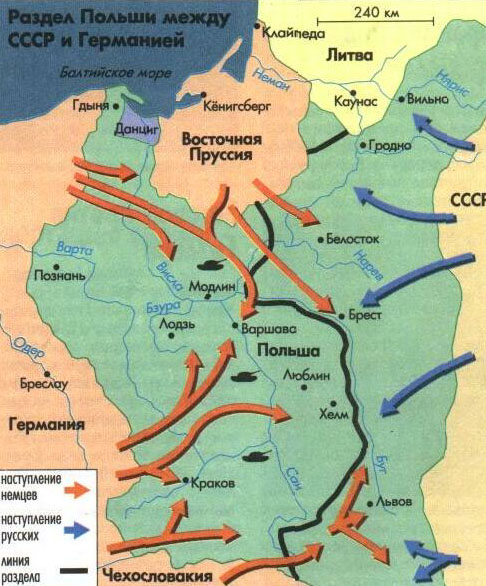 Раздел Польши между
СССР и Германией
240 км
Клайпеда
Литва
Балтийское море
Неман
Нярис
Гдыня
Кёнигсберг
Каунас
Вильно
Данциг
Восточная
Пруссия
Гродно
СССР
Варта
Белосток
Познань
Висла
Нарев
Модлин
Бзура
Брест
Лодзь
Варшава
Польша
Одер
Бреслау
Люблин
Хелм
Германия
Сан
Буг
Краков
Львов
наступление
немцев
наступление
русских
линия
раздела
Чехословакия